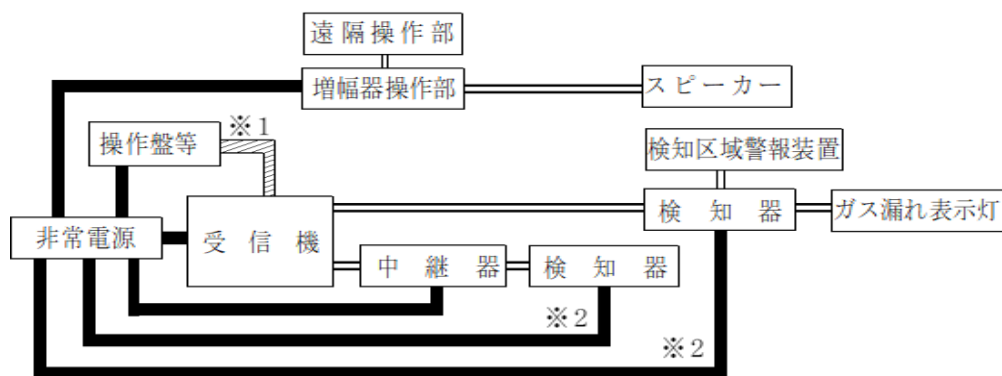 遠隔操作部
増幅器操作部
スピーカー
操作盤等
※1
検知区域警報装置
検知器
ガス漏れ表示灯
非常電源
受信機
中継器
検知器
※2
※2